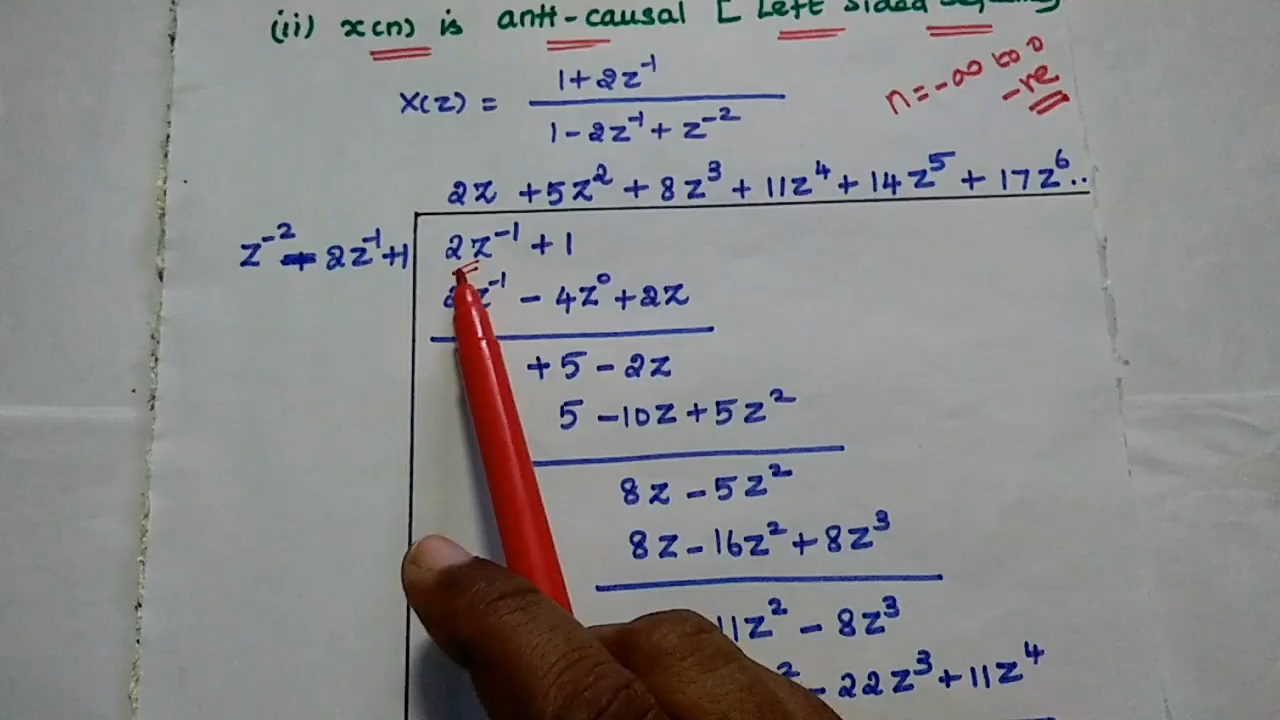 (ii) x(n) is anti-causal [ Left sided
n = -∞ to 0
-ve
X(z) = 1 + 2z⁻¹ / 1 - 2z⁻¹ + z⁻²
2z + 5z² + 8z³ + 11z⁴ + 14z⁵ + 17z⁶..
z⁻² - 2z⁻¹ + 1 2z⁻¹ + 1
2z⁻¹ - 4z⁰ + 2z
+5 - 2z
5 - 10z + 5z²
8z - 5z²
8z - 16z² + 8z³
11z² - 8z³
- 22z³ + 11z⁴